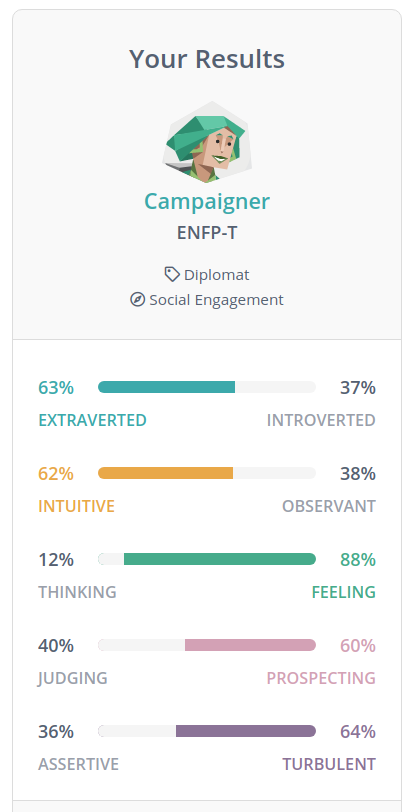 Your Results
Campaigner
ENFP-T
Diplomat
Social Engagement
63% 37%
EXTRAVERTED INTROVERTED
62% 38%
INTUITIVE OBSERVANT
12% 88%
THINKING FEELING
40% 60%
JUDGING PROSPECTING
36% 64%
ASSERTIVE TURBULENT